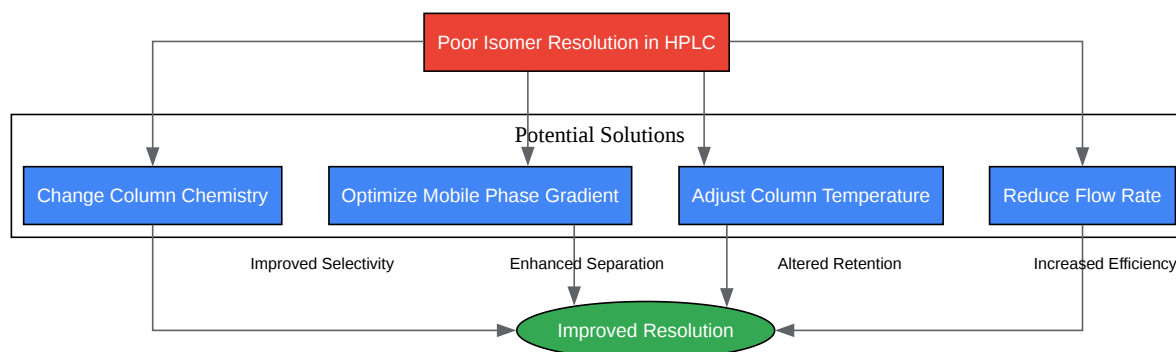 Poor Isomer Resolution in HPLC
Potential Solutions
Change Column Chemistry
Optimize Mobile Phase Gradient
Adjust Column Temperature
Reduce Flow Rate
Improved Selectivity
Enhanced Separation
Altered Retention
Increased Efficiency
Improved Resolution